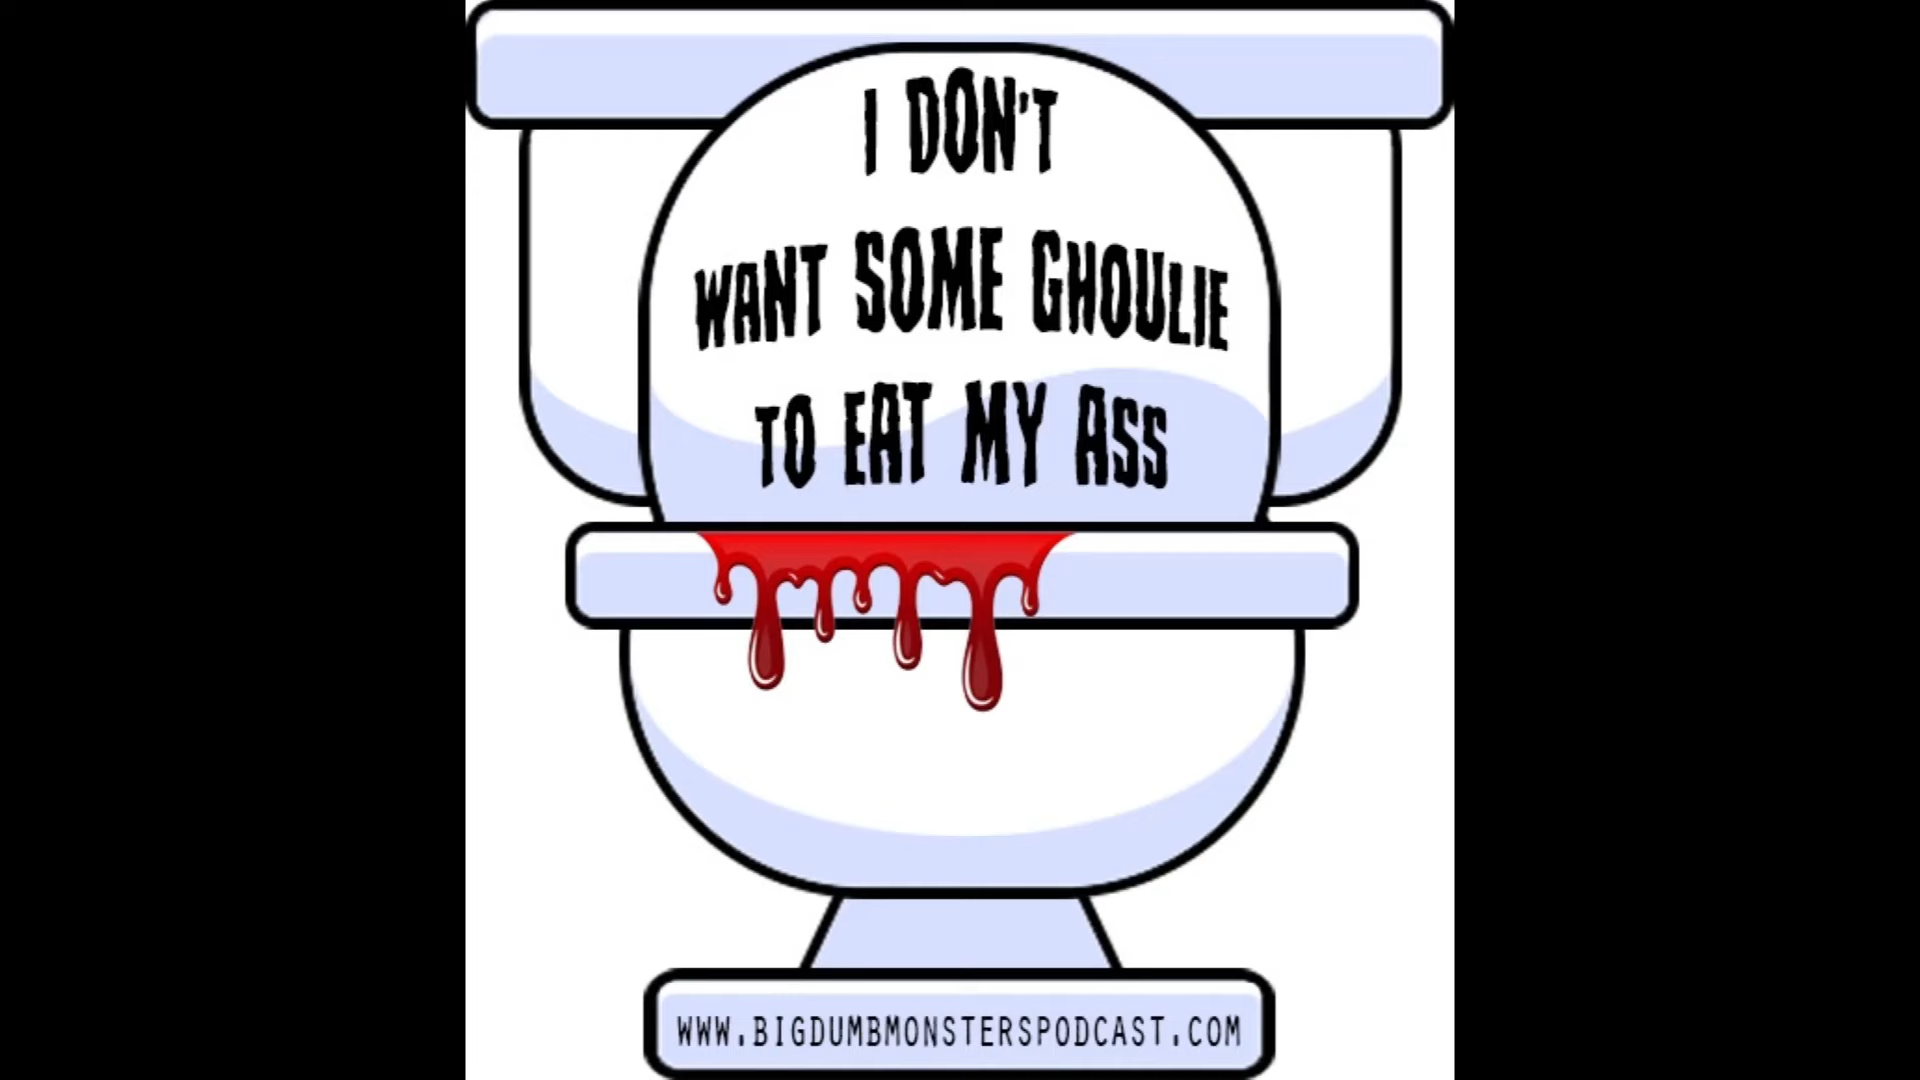 I DON'T
WANT SOME GHOULIE
TO EAT MY ASS
WWW.BIGDUMBMONSTERSPODCAST.COM